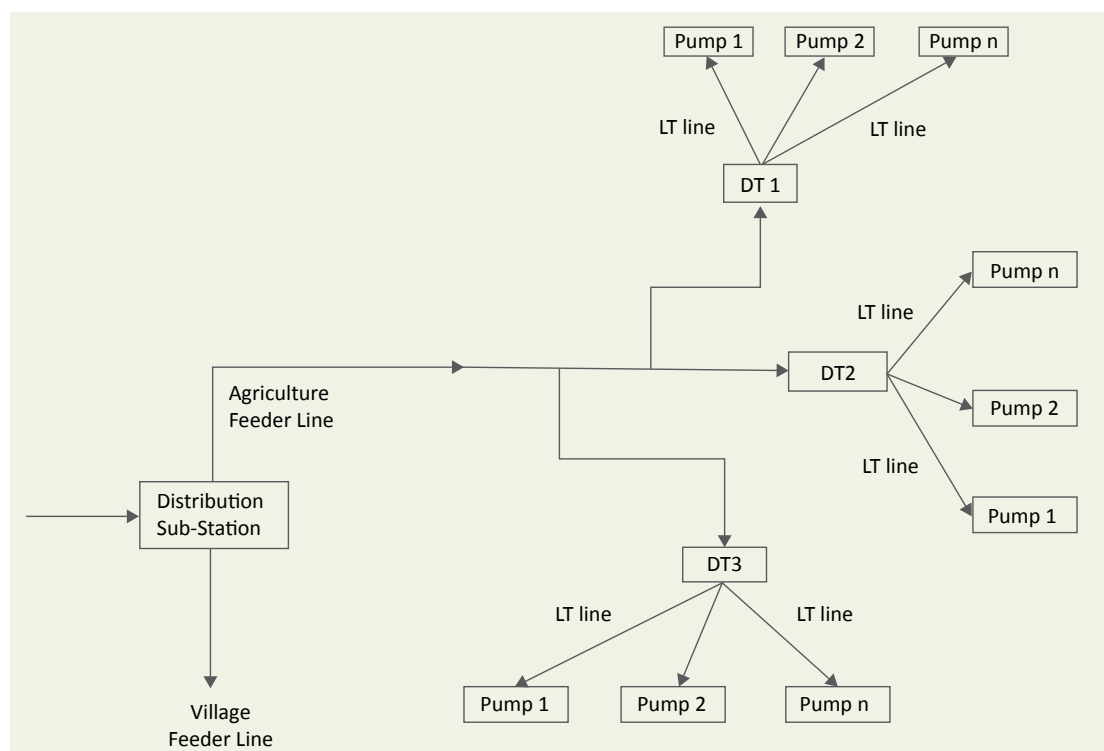 Pump 1
Pump 2
Pump n
LT line
LT line
DT 1
Pump n
LT line
DT2
Agriculture
Feeder Line
Pump 2
LT line
Distribution
Sub-Station
Pump 1
DT3
LT line
LT line
Pump 1
Pump 2
Pump n
Village
Feeder Line